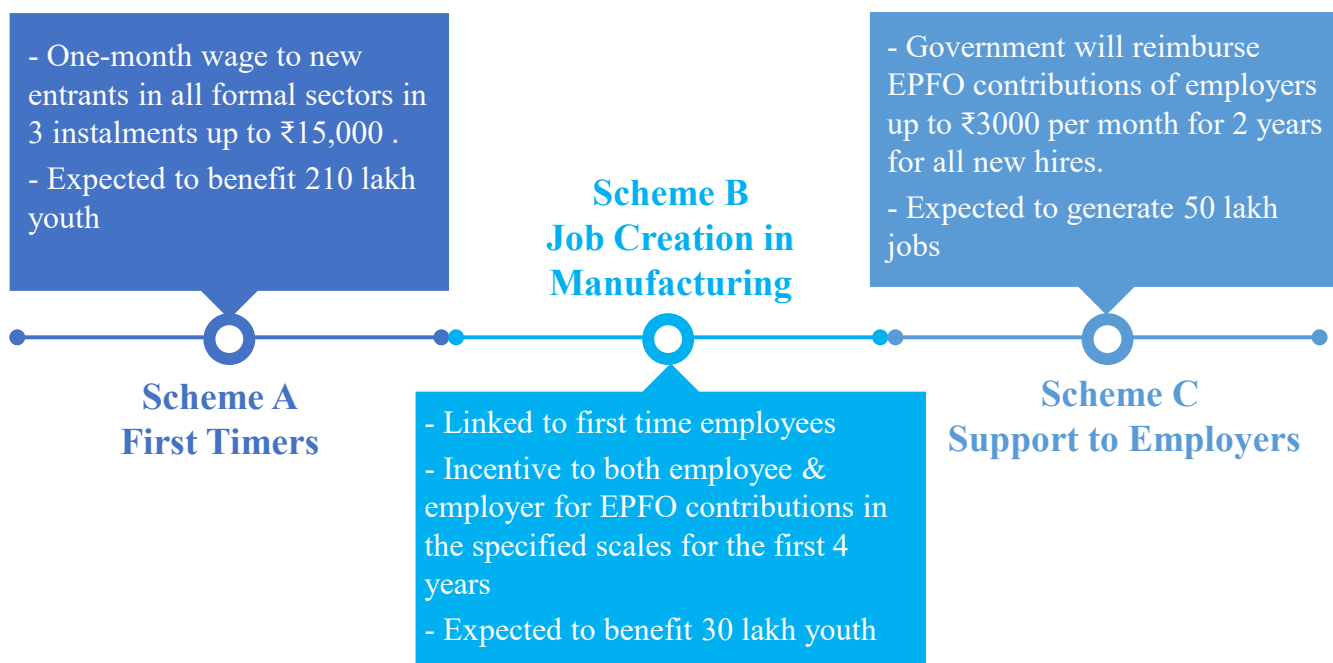 - One-month wage to new
entrants in all formal sectors in
3 instalments up to ₹15,000 .
- Expected to benefit 210 lakh
youth
Scheme A
First Timers
Scheme B
Job Creation in
Manufacturing
- Linked to first time employees
- Incentive to both employee &
employer for EPFO contributions in
the specified scales for the first 4
years
- Expected to benefit 30 lakh youth
- Government will reimburse
EPFO contributions of employers
up to ₹3000 per month for 2 years
for all new hires.
- Expected to generate 50 lakh
jobs
Scheme C
Support to Employers